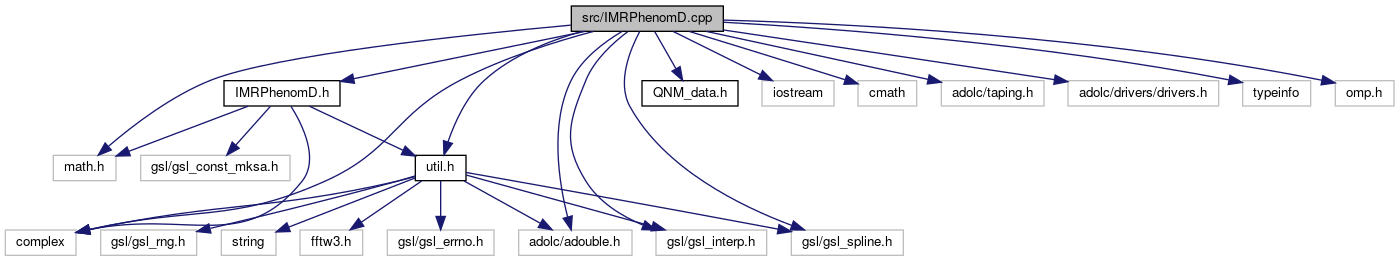 src/IMRPhenomD.cpp
IMRPhenomD.h
QNM_data.h
iostream
cmath
adolc/taping.h
adolc/drivers/drivers.h
typeinfo
omp.h
math.h
gsl/gsl_const_mksa.h
util.h
complex
gsl/gsl_rng.h
string
fftw3.h
gsl/gsl_errno.h
adolc/adouble.h
gsl/gsl_interp.h
gsl/gsl_spline.h